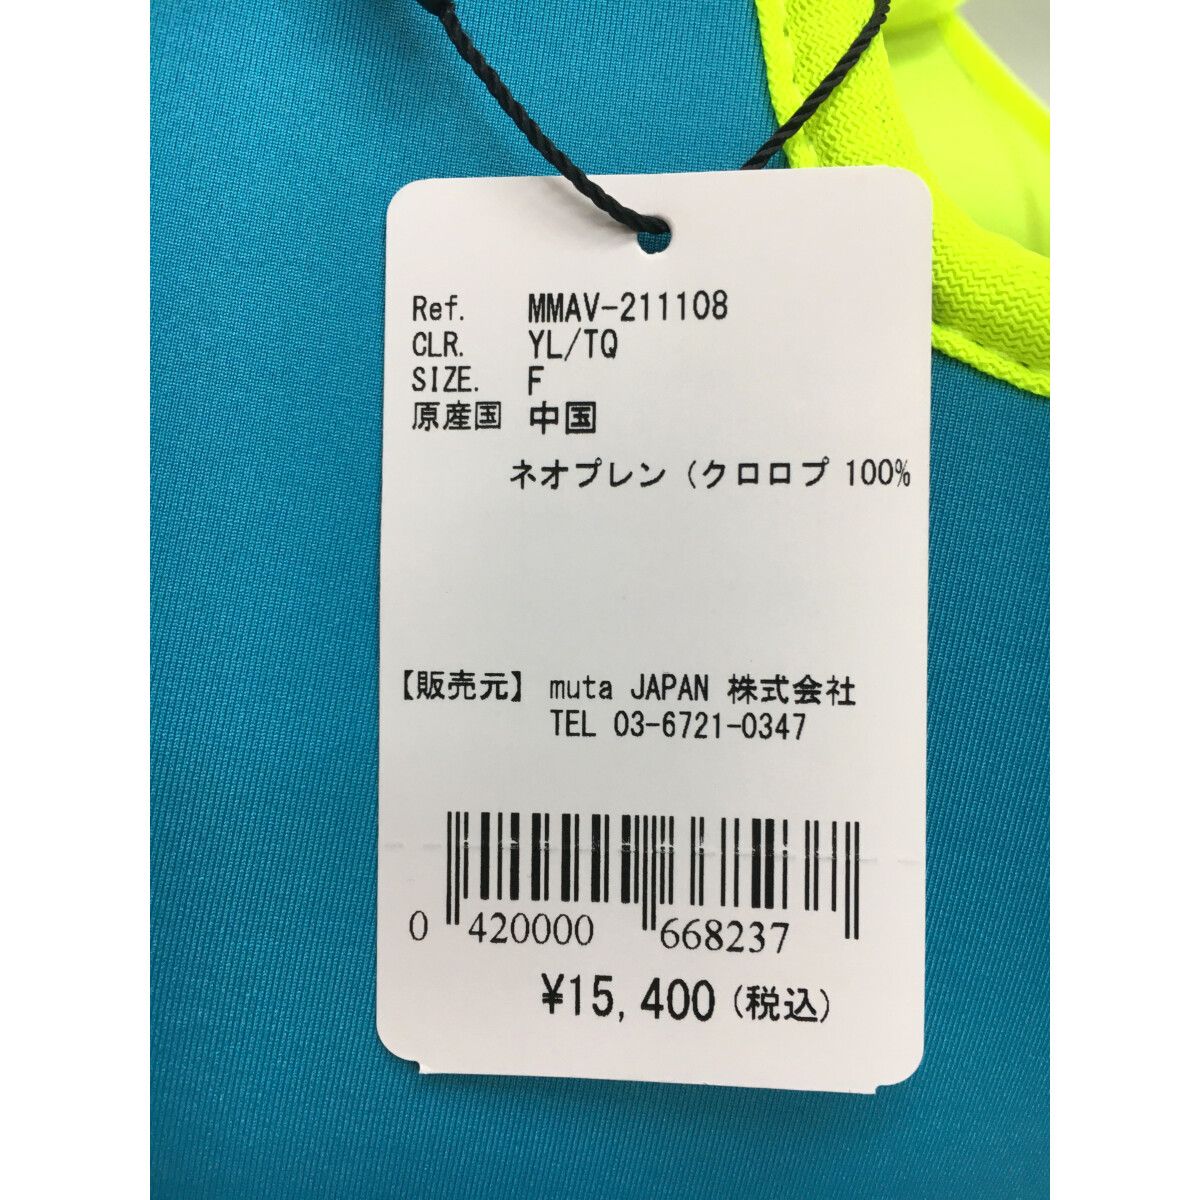 Ref. MMAV-211108
CLR. YL/TQ
SIZE. F
原産国 中国
ネオプレン（クロロプ 100%
【販売元】 muta JAPAN 株式会社
TEL 03-6721-0347
0 420000 668237
¥15,400（税込）